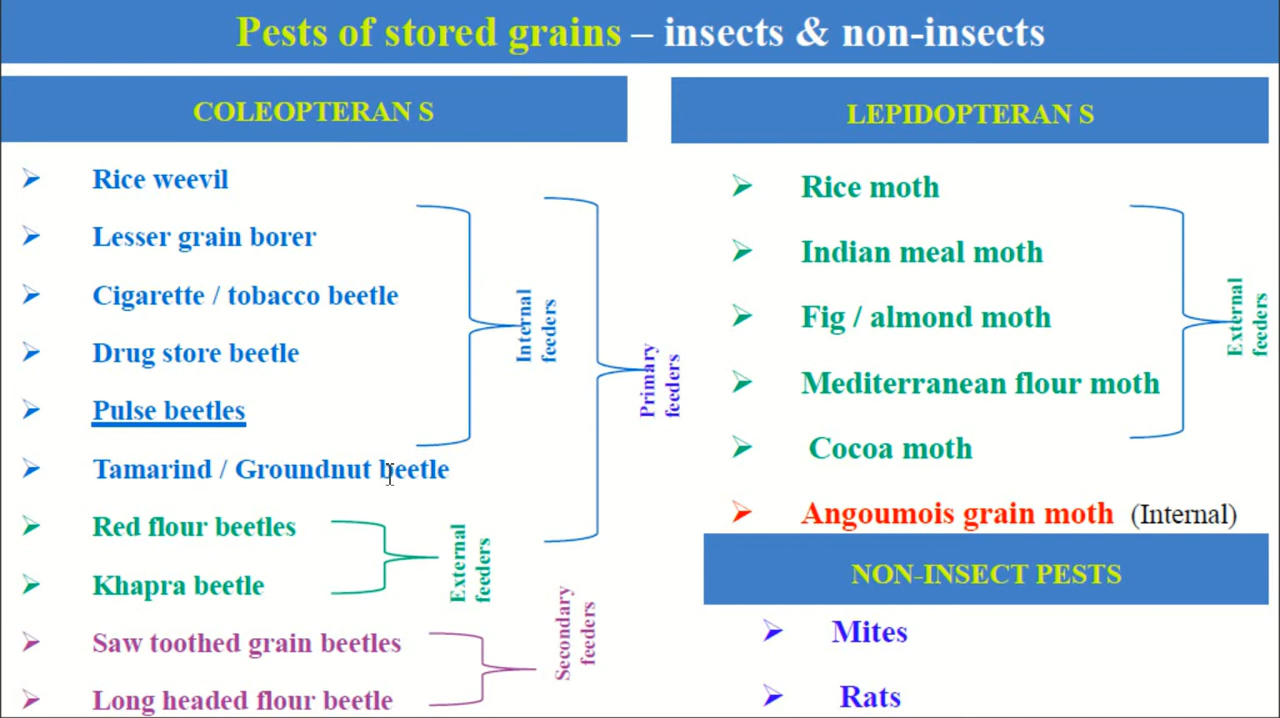 Pests of stored grains – insects & non-insects
COLEOPTERAN S
Rice weevil
Lesser grain borer
Cigarette / tobacco beetle
Drug store beetle
Pulse beetles
Tamarind / Groundnut beetle
Red flour beetles
Khapra beetle
Saw toothed grain beetles
Long headed flour beetle
Internal
feeders
Primary
feeders
External
feeders
Secondary
feeders
LEPIDOPTERAN S
Rice moth
Indian meal moth
Fig / almond moth
Mediterranean flour moth
Cocoa moth
Angoumois grain moth (Internal)
External
feeders
NON-INSECT PESTS
Mites
Rats